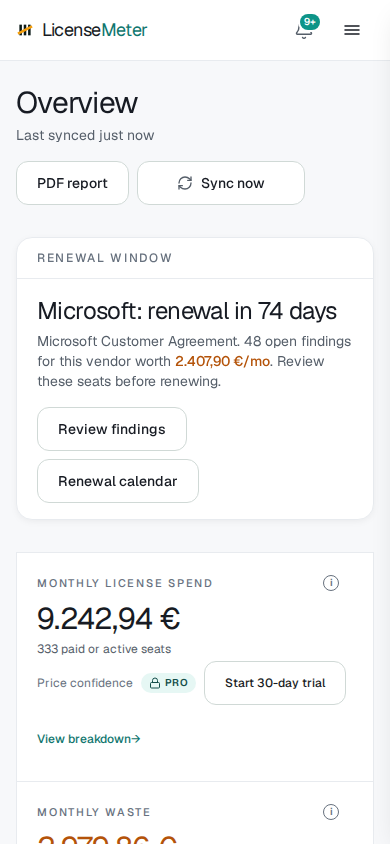 LicenseMeter
9+
Overview
Last synced just now
PDF report
Sync now
RENEWAL WINDOW
Microsoft: renewal in 74 days
Microsoft Customer Agreement. 48 open findings
for this vendor worth 2.407,90 €/mo. Review
these seats before renewing.
Review findings
Renewal calendar
MONTHLY LICENSE SPEND
9.242,94 €
333 paid or active seats
Price confidence
PRO
Start 30-day trial
View breakdown→
MONTHLY WASTE